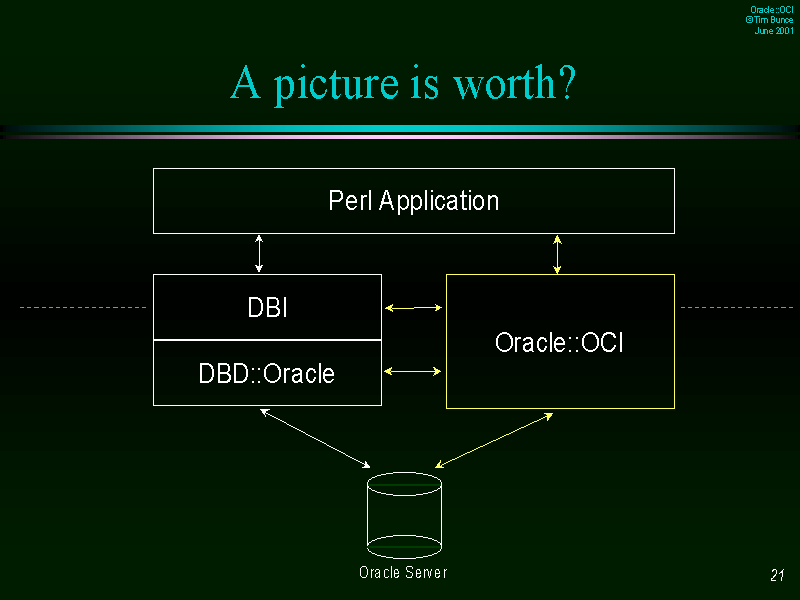 Oracle::OCI
©Tim Bunce
June 2001
A picture is worth?
Perl Application
DBI
Oracle::OCI
DBD::Oracle
Oracle Server
21